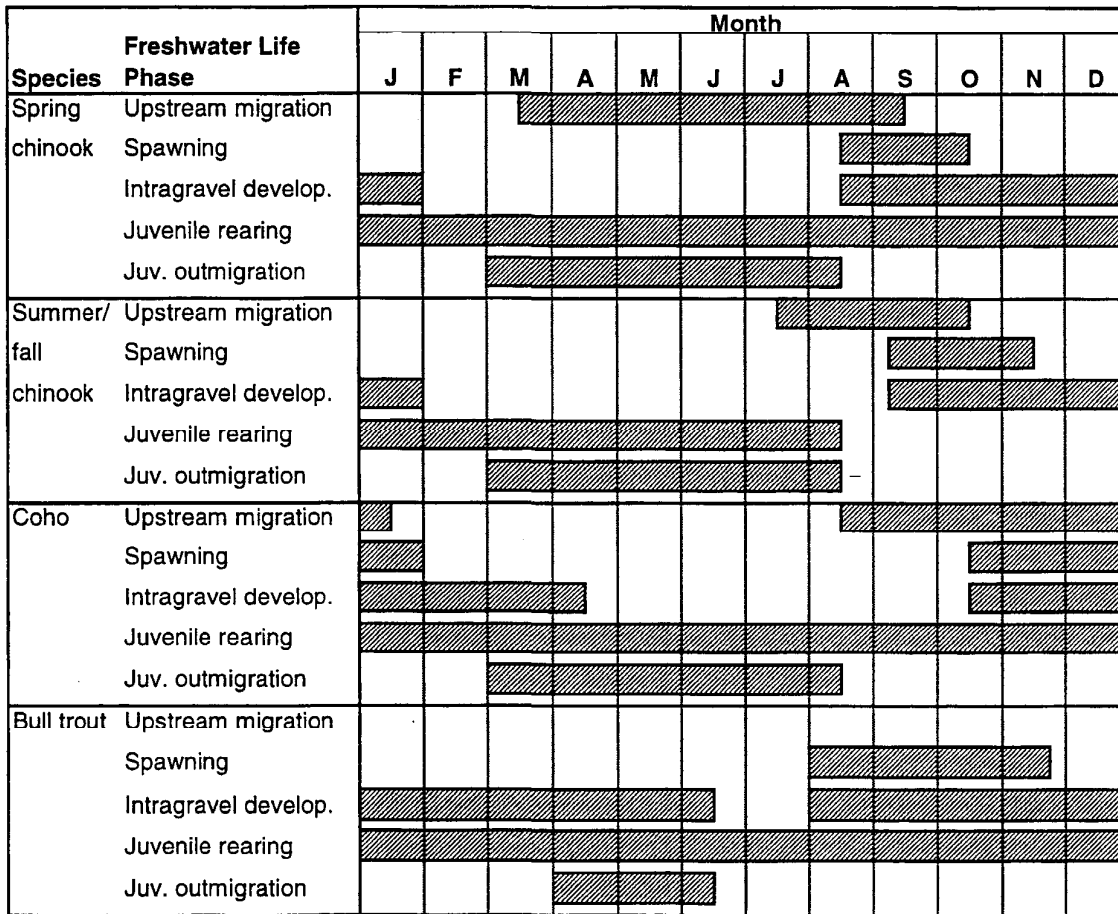 Month
Freshwater Life
Species Phase J F M A M J J A S O N D
Spring Upstream migration
chinook Spawning
Intragravel develop.
Juvenile rearing
Juv. outmigration
Summer/ Upstream migration
fall Spawning
chinook Intragravel develop.
Juvenile rearing
Juv. outmigration
Coho Upstream migration
Spawning
Intragravel develop.
Juvenile rearing
Juv. outmigration
Bull trout Upstream migration
Spawning
Intragravel develop.
Juvenile rearing
Juv. outmigration